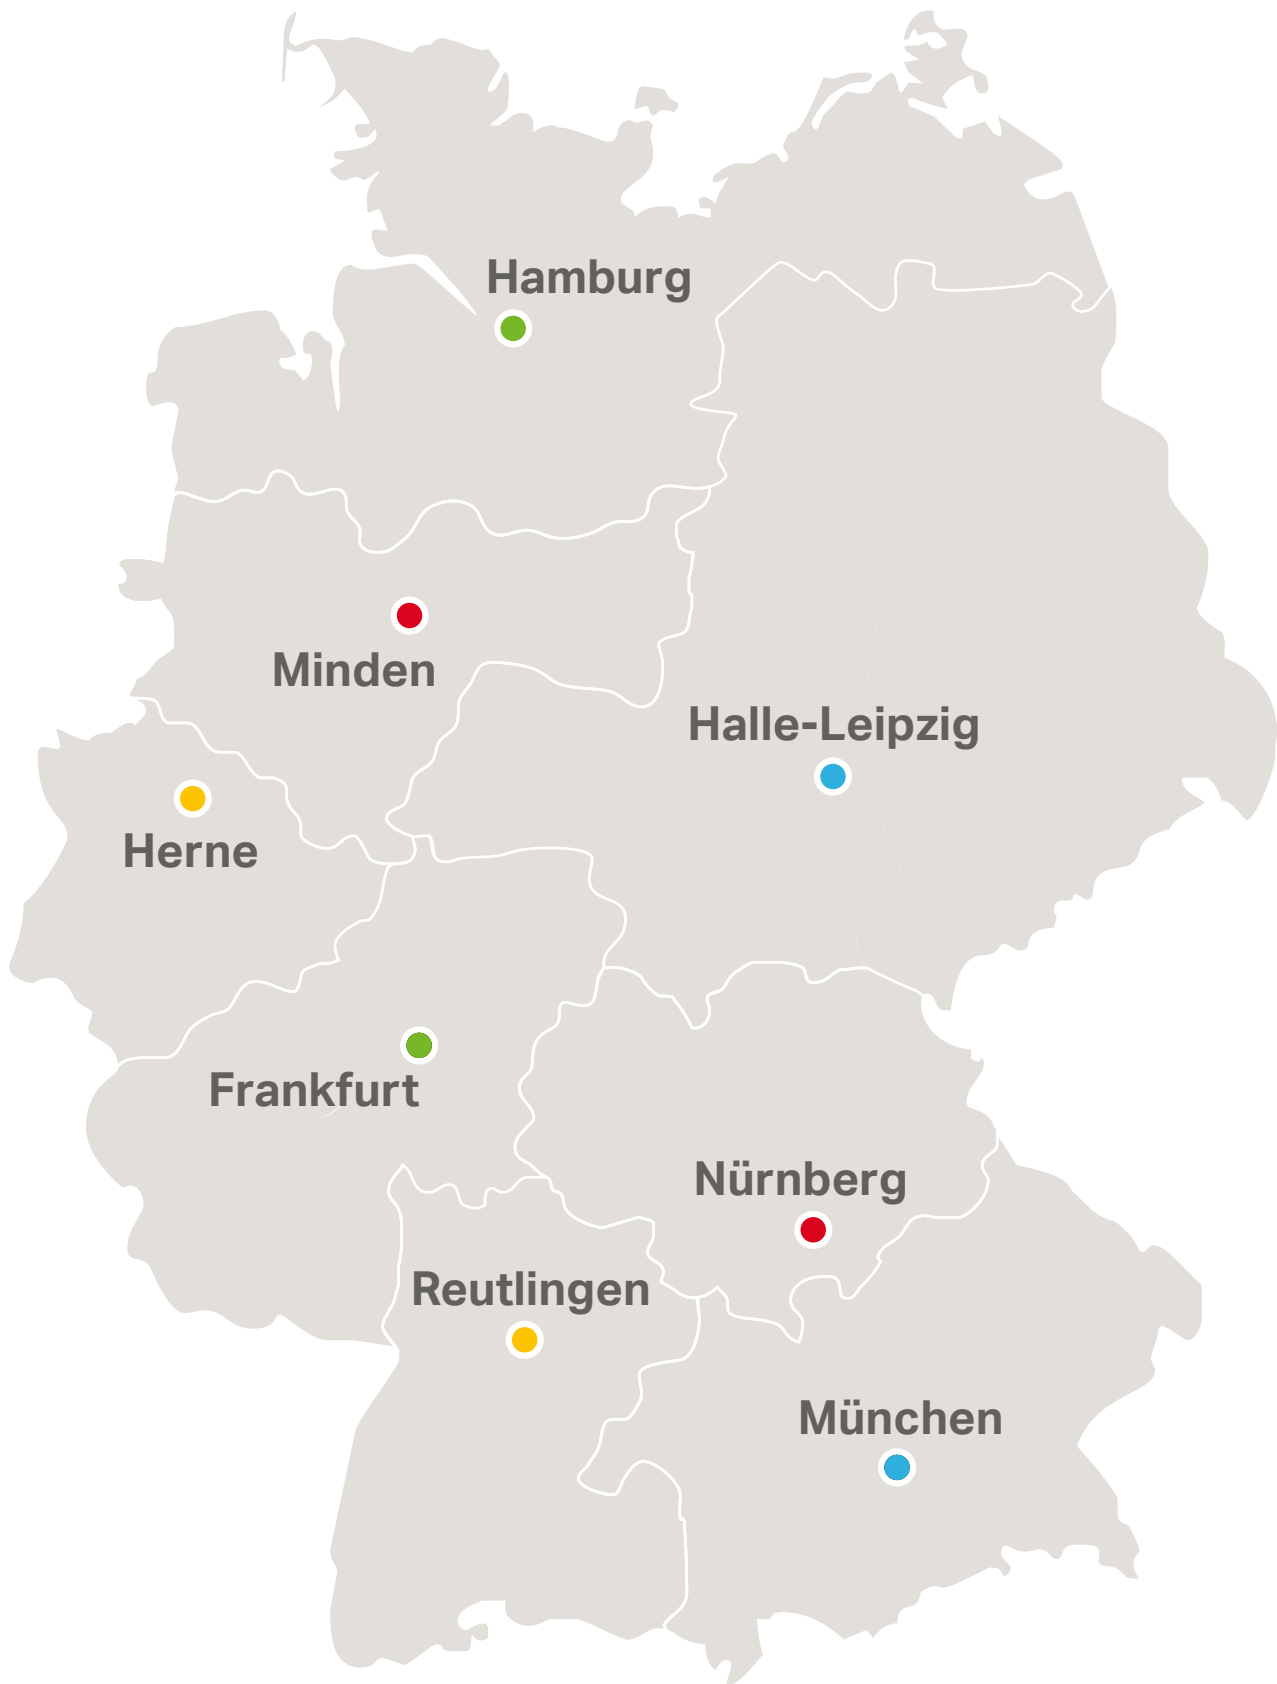 Hamburg
Minden
Halle-Leipzig
Herne
Frankfurt
Nürnberg
Reutlingen
München